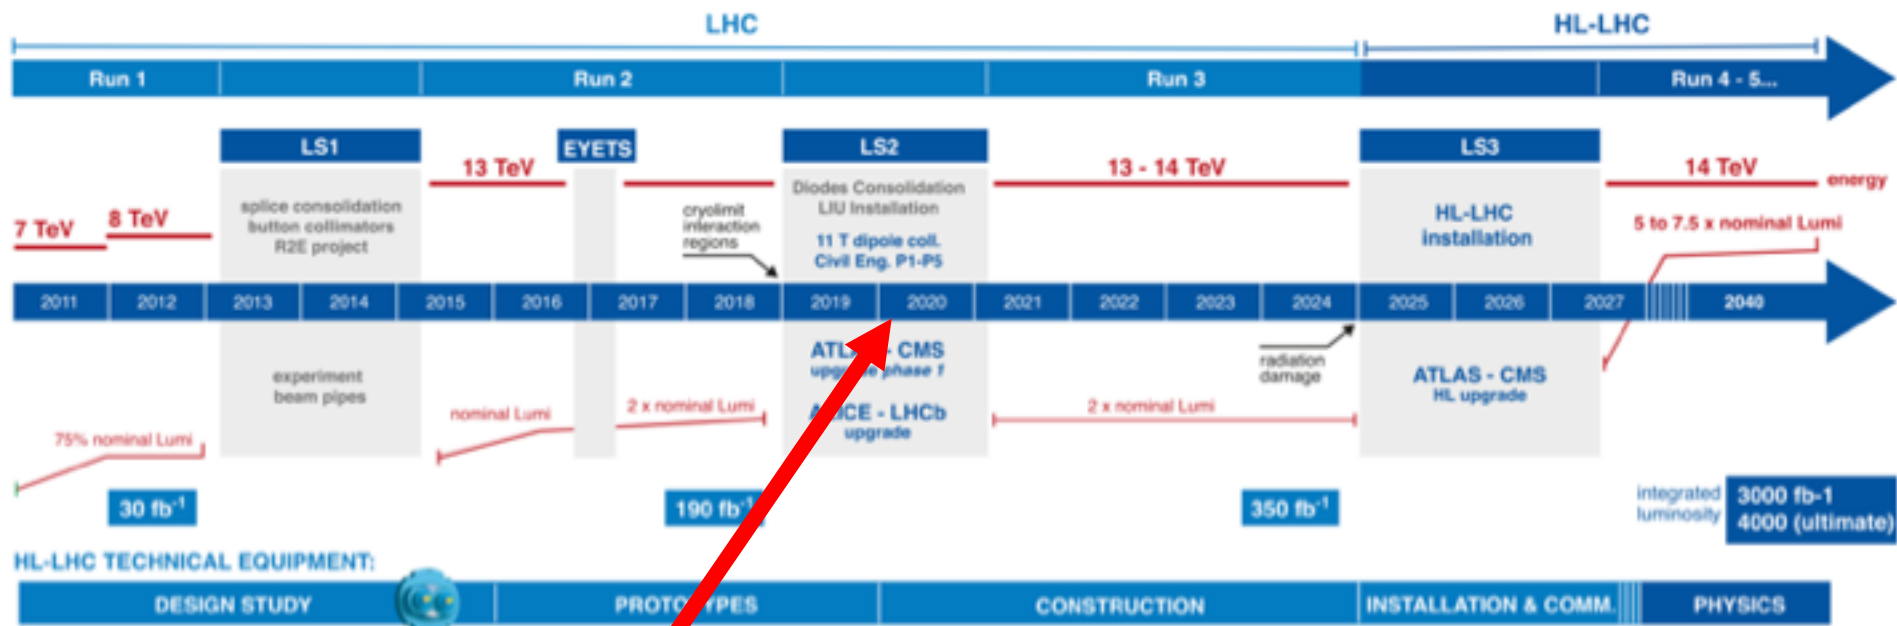 LHC
HL-LHC
Run 1
Run 2
Run 3
Run 4 - 5...
LS1
EYETS
LS2
LS3
13 TeV
13 - 14 TeV
14 TeV
energy
7 TeV
8 TeV
splice consolidation
button collimators
R2E project
cryolimit
interaction
regions
Diodes Consolidation
LIU Installation
11 T dipole coll.
Civil Eng. P1-P5
HL-LHC
installation
5 to 7.5 x nominal Lumi
2011
2012
2013
2014
2015
2016
2017
2018
2019
2020
2021
2022
2023
2024
2025
2026
2027
2040
experiment
beam pipes
ATLAS - CMS
upgrade phase 1
ALICE - LHCb
upgrade
radiation
damage
ATLAS - CMS
HL upgrade
75% nominal Lumi
nominal Lumi
2 x nominal Lumi
2 x nominal Lumi
30 fb⁻¹
190 fb⁻¹
350 fb⁻¹
integrated
luminosity
3000 fb-1
4000 (ultimate)
HL-LHC TECHNICAL EQUIPMENT:
DESIGN STUDY
PROTOTYPES
CONSTRUCTION
INSTALLATION & COMM.
PHYSICS